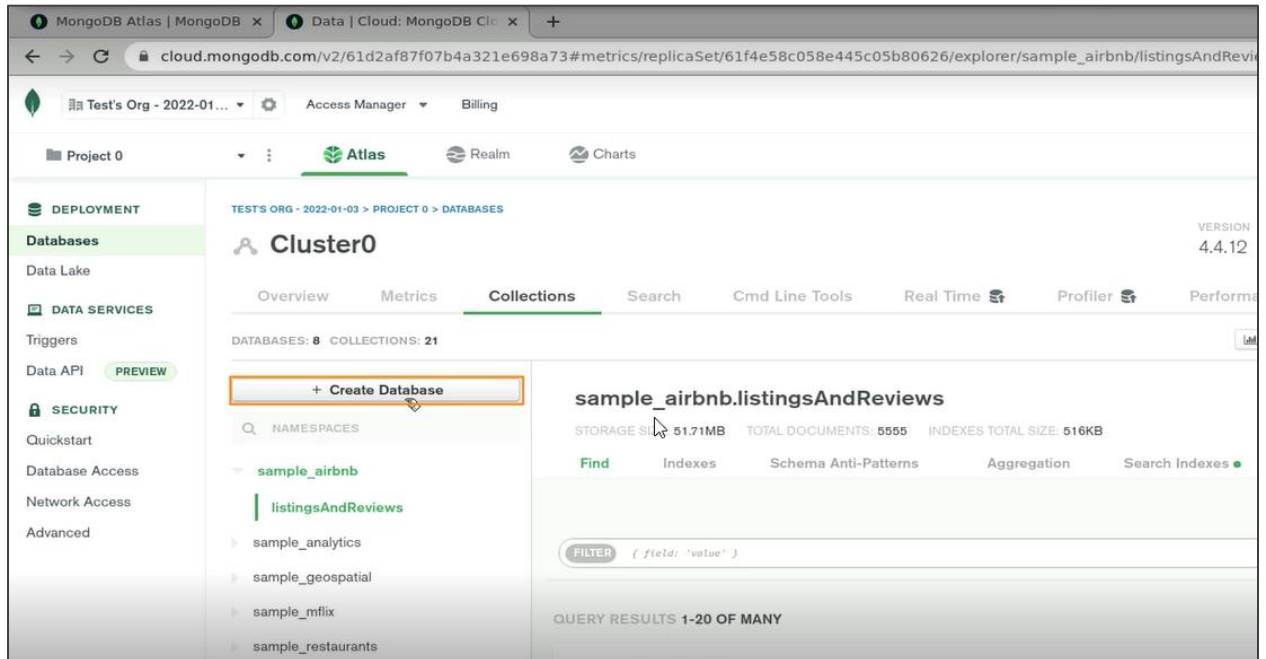 MongoDB Atlas | MongoDB × Data | Cloud: MongoDB Clo × +
cloud.mongodb.com/v2/61d2af87f07b4a321e698a73#metrics/replicaSet/61f4e58c058e445c05b80626/explorer/sample_airbnb/listingsAndRevie
Test's Org - 2022-01... Access Manager Billing
Project 0 Atlas Realm Charts
DEPLOYMENT
Databases
Data Lake
DATA SERVICES
Triggers
Data API PREVIEW
SECURITY
Quickstart
Database Access
Network Access
Advanced
TEST'S ORG - 2022-01-03 > PROJECT 0 > DATABASES
Cluster0
VERSION
4.4.12
Overview Metrics Collections Search Cmd Line Tools Real Time Profiler Performa
DATABASES: 8 COLLECTIONS: 21
+ Create Database
NAMESPACES
sample_airbnb
listingsAndReviews
sample_analytics
sample_geospatial
sample_mflix
sample_restaurants
sample_airbnb.listingsAndReviews
STORAGE 51.71MB TOTAL DOCUMENTS: 5555 INDEXES TOTAL SIZE: 516KB
Find Indexes Schema Anti-Patterns Aggregation Search Indexes
FILTER { field: 'value' }
QUERY RESULTS 1-20 OF MANY